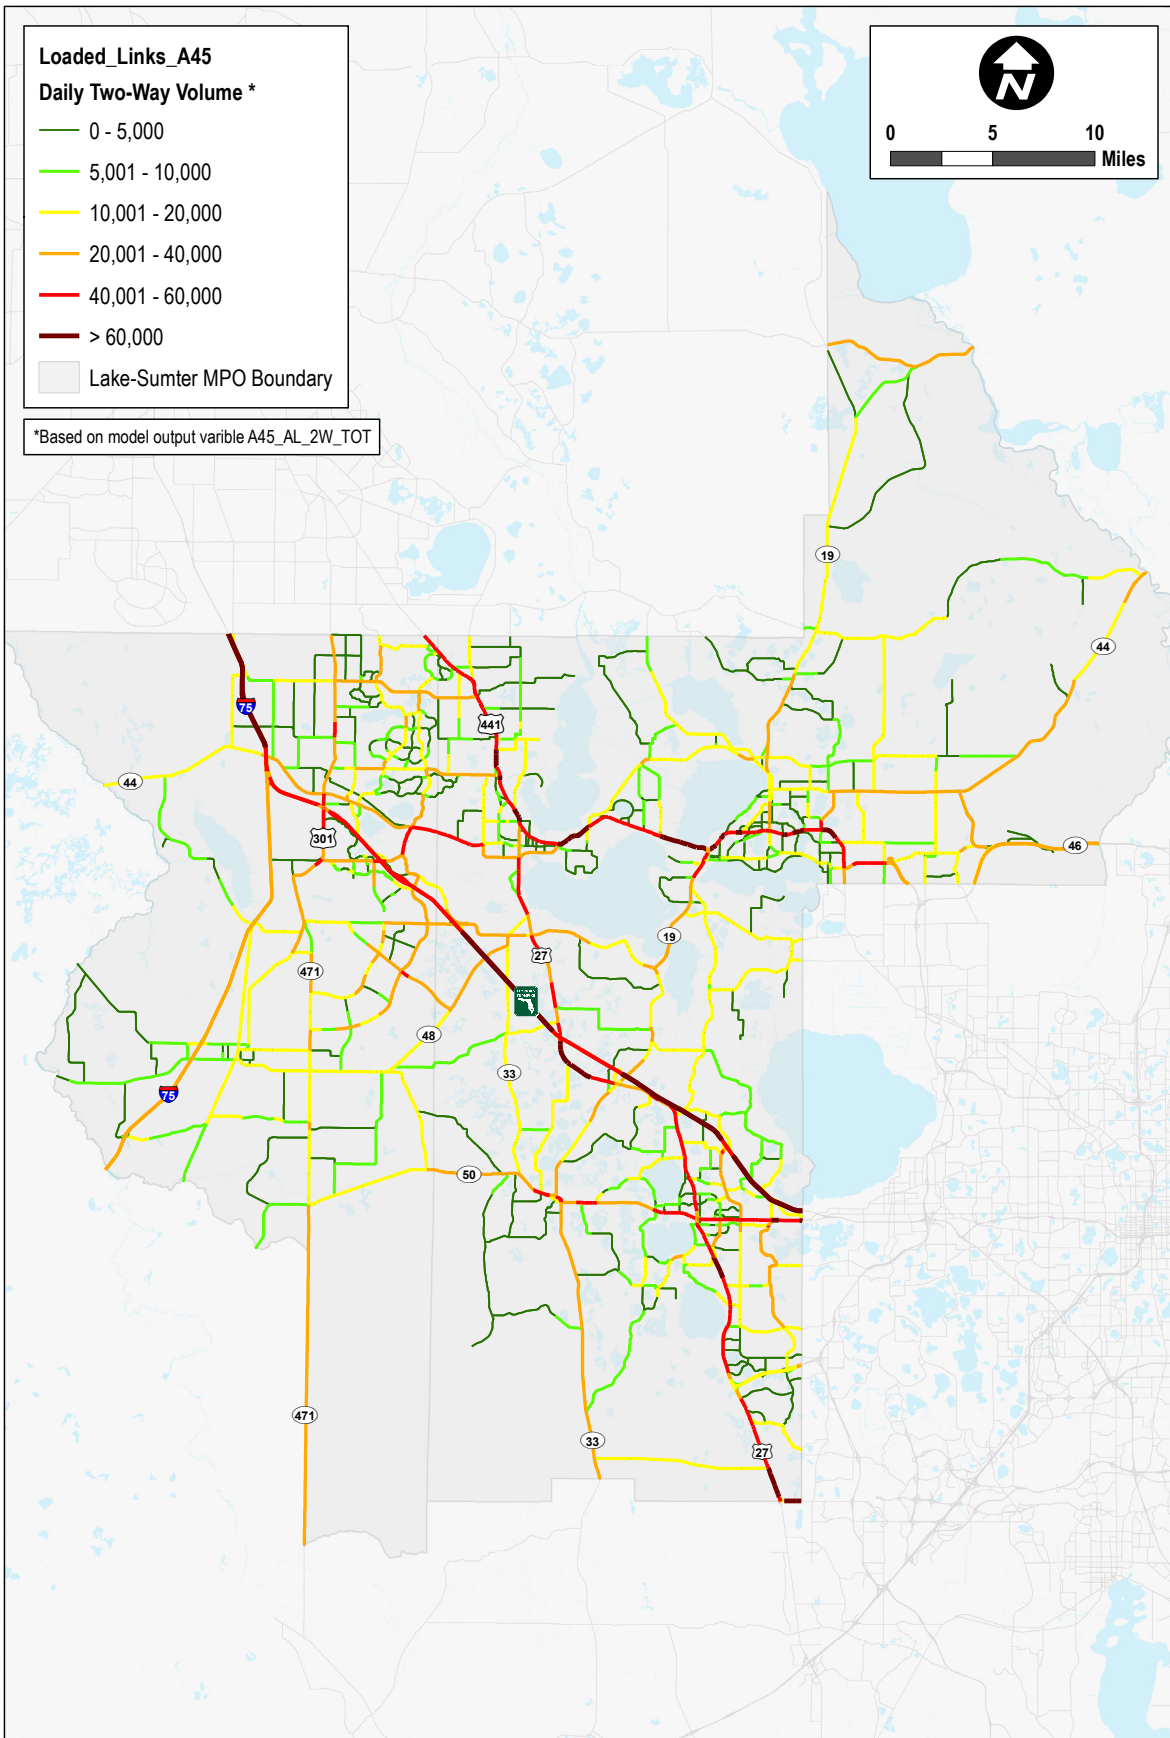 Loaded_Links_A45
Daily Two-Way Volume *
0 - 5,000
5,001 - 10,000
10,001 - 20,000
20,001 - 40,000
40,001 - 60,000
> 60,000
Lake-Sumter MPO Boundary
*Based on model output varible A45_AL_2W_TOT
N
0 5 10
Miles
19
44
75
441
44
301
46
19
27
471
48
33
75
50
471
33
27